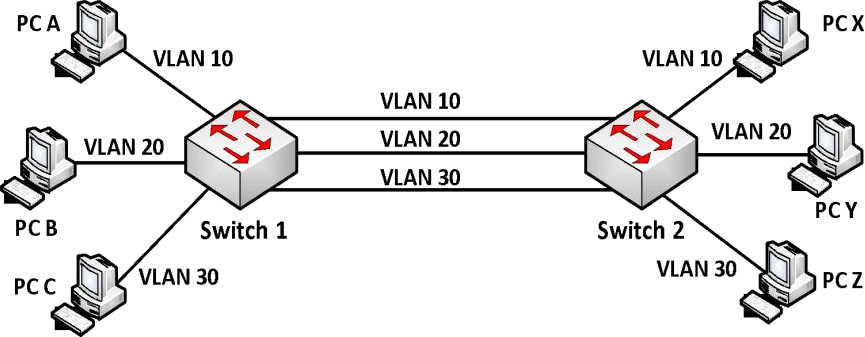 PC A
VLAN 10
PC B
VLAN 20
PC C
VLAN 30
Switch 1
VLAN 10
VLAN 20
VLAN 30
Switch 2
PC X
VLAN 10
VLAN 20
PC Y
VLAN 30
PC Z